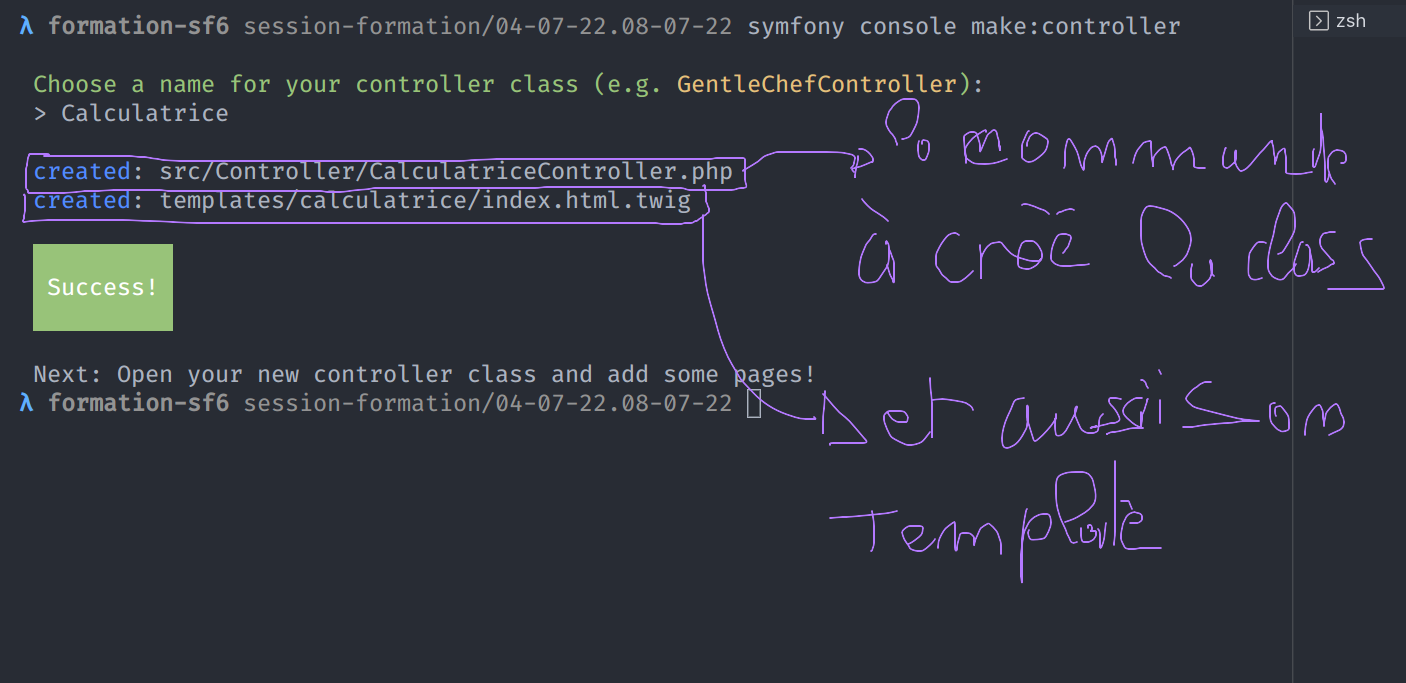 λ formation-sf6 session-formation/04-07-22.08-07-22 symfony console make:controller
zsh
Choose a name for your controller class (e.g. GentleChefController):
> Calculatrice
created: src/Controller/CalculatriceController.php
created: templates/calculatrice/index.html.twig
à créé la class
Success!
Next: Open your new controller class and add some pages!
λ formation-sf6 session-formation/04-07-22.08-07-22
et aussi son
Template